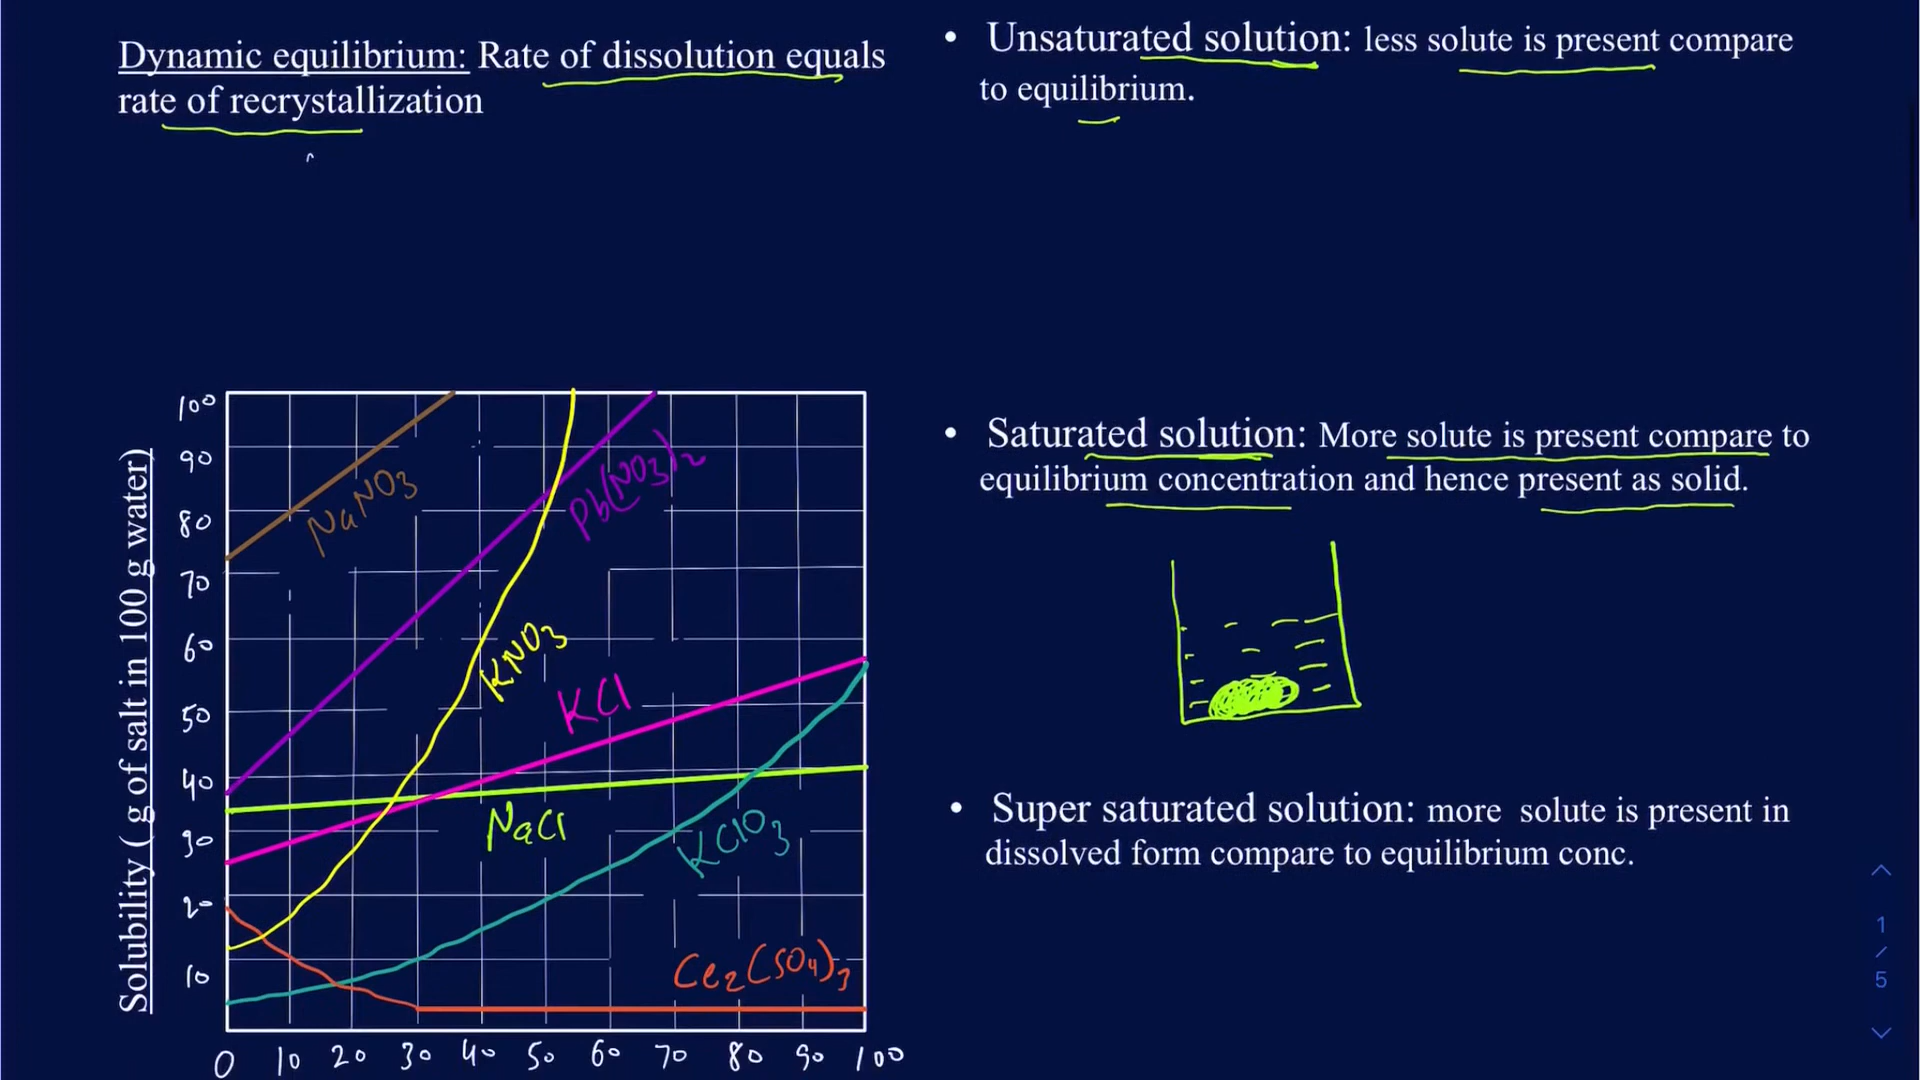 Dynamic equilibrium: Rate of dissolution equals
rate of recrystallization
• Unsaturated solution: less solute is present compare
to equilibrium.
• Saturated solution: More solute is present compare to
equilibrium concentration and hence present as solid.
• Super saturated solution: more solute is present in
dissolved form compare to equilibrium conc.
Solubility ( g of salt in 100 g water)
100
90
80
70
60
50
40
30
20
10
NaNO3
Pb(NO3)2
KNO3
KCl
NaCl
KClO3
Ce2(SO4)3
0 10 20 30 40 50 60 70 80 90 100
1
/
5